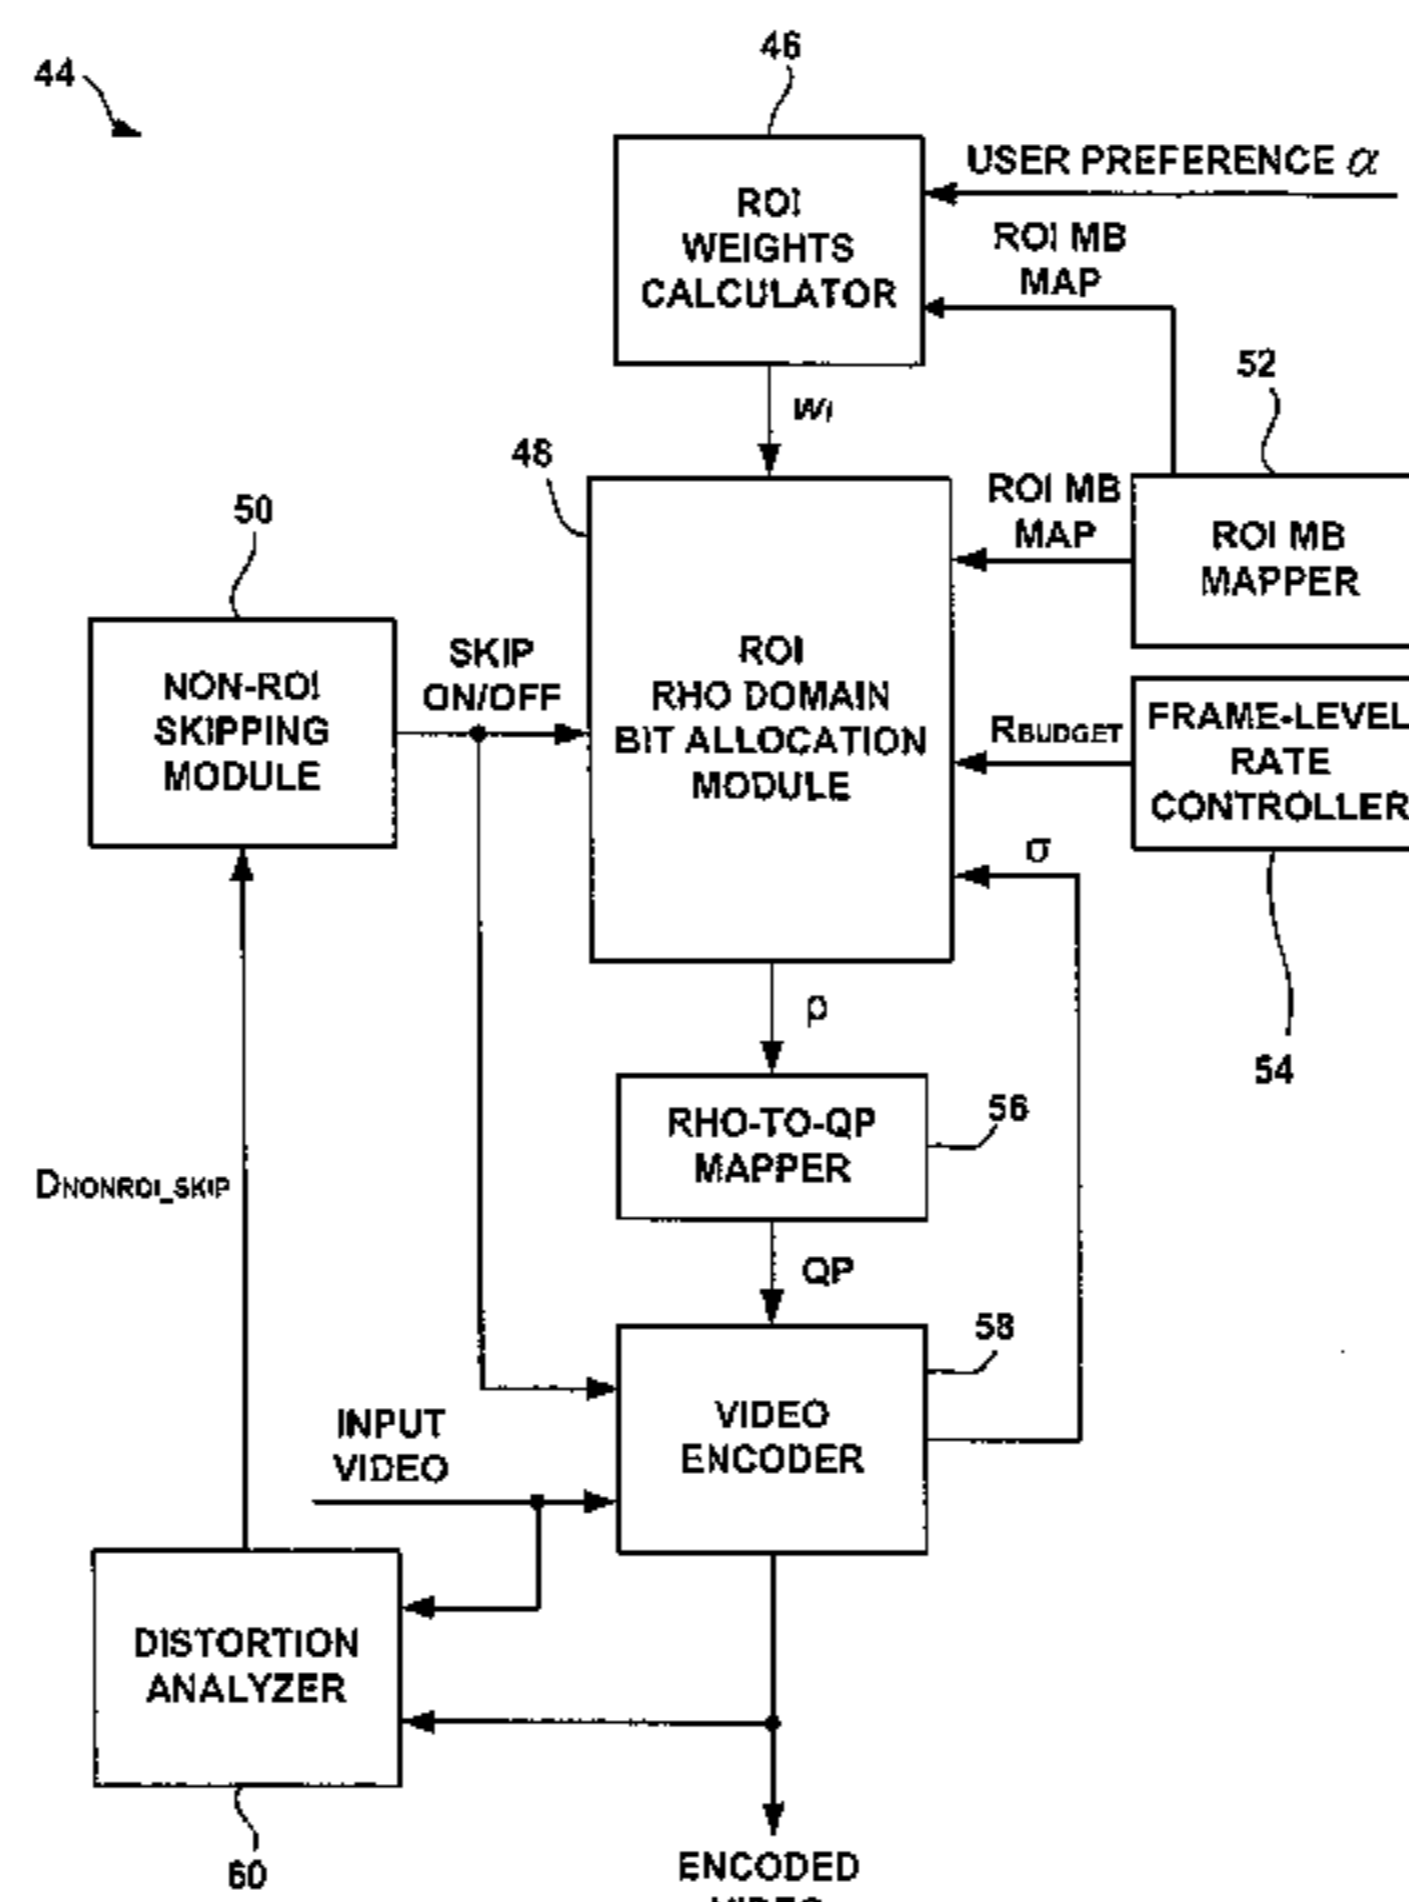 46
44
USER PREFERENCE α
ROI
WEIGHTS
CALCULATOR
ROI MB
MAP
52
wi
48
ROI MB
MAP
ROI MB
MAPPER
50
NON-ROI
SKIPPING
MODULE
SKIP
ON/OFF
ROI
RHO DOMAIN
BIT ALLOCATION
MODULE
RBUDGET
FRAME-LEVEL
RATE
CONTROLLER
σ
54
ρ
RHO-TO-QP
MAPPER
56
DNONROI_SKIP
QP
58
VIDEO
ENCODER
INPUT
VIDEO
DISTORTION
ANALYZER
60
ENCODED